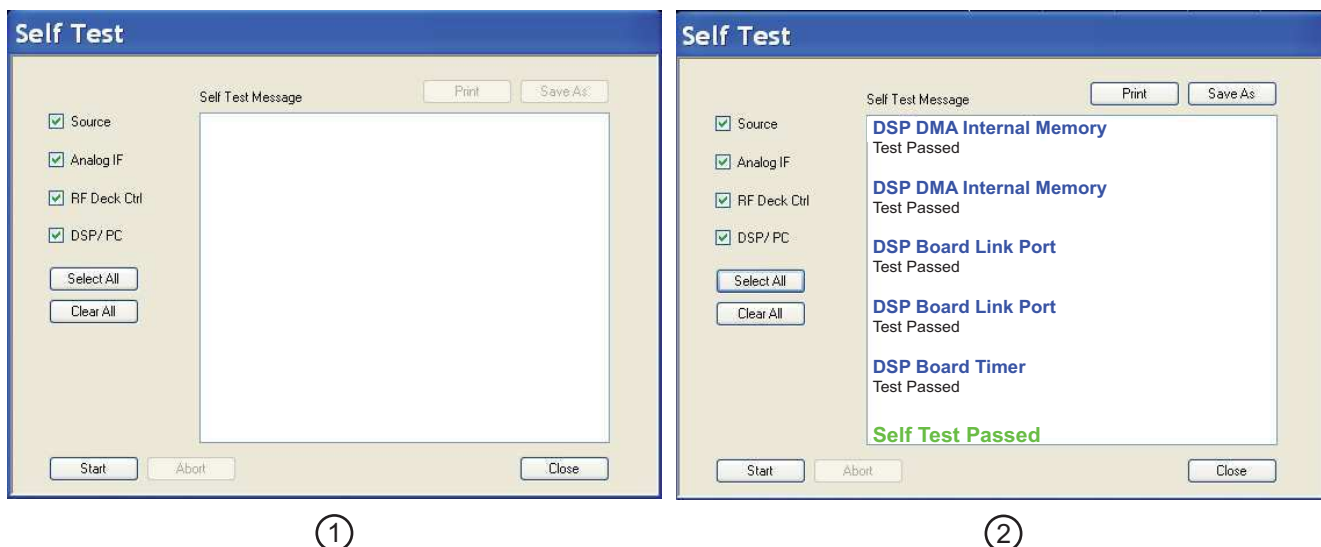 Self Test
Self Test Message
Print
Save As
Source
Analog IF
RF Deck Ctrl
DSP/ PC
Select All
Clear All
Start
Abort
Close
①
Self Test
Self Test Message
Print
Save As
Source
Analog IF
RF Deck Ctrl
DSP/ PC
Select All
Clear All
DSP DMA Internal Memory
Test Passed
DSP DMA Internal Memory
Test Passed
DSP Board Link Port
Test Passed
DSP Board Link Port
Test Passed
DSP Board Timer
Test Passed
Self Test Passed
Start
Abort
Close
②